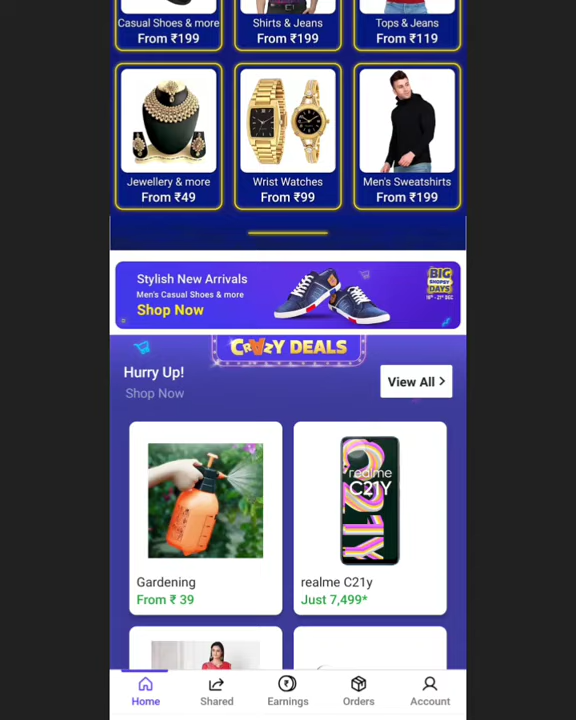 Casual Shoes & more
From ₹199
Shirts & Jeans
From ₹199
Tops & Jeans
From ₹119
Jewellery & more
From ₹49
Wrist Watches
From ₹99
Men's Sweatshirts
From ₹199
Stylish New Arrivals
Men's Casual Shoes & more
Shop Now
BIG
SHOPSY
DAYS
CRAZY DEALS
Hurry Up!
Shop Now
View All
realme
C21Y
Gardening
From ₹ 39
realme C21y
Just 7,499*
Home
Shared
Earnings
Orders
Account